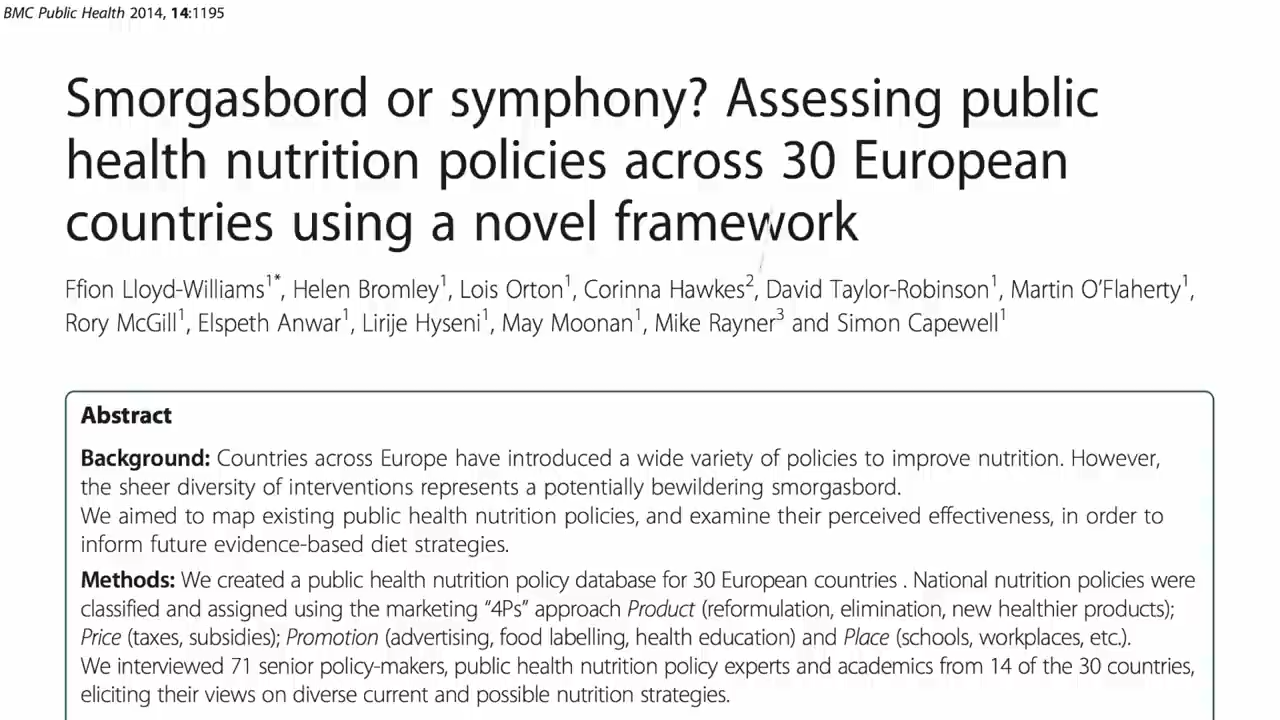 BMC Public Health 2014, 14:1195
Smorgasbord or symphony? Assessing public
health nutrition policies across 30 European
countries using a novel framework
Ffion Lloyd-Williams1*, Helen Bromley1, Lois Orton1, Corinna Hawkes2, David Taylor-Robinson1, Martin O'Flaherty1,
Rory McGill1, Elspeth Anwar1, Lirije Hyseni1, May Moonan1, Mike Rayner3 and Simon Capewell1
Abstract
Background: Countries across Europe have introduced a wide variety of policies to improve nutrition. However,
the sheer diversity of interventions represents a potentially bewildering smorgasbord.
We aimed to map existing public health nutrition policies, and examine their perceived effectiveness, in order to
inform future evidence-based diet strategies.
Methods: We created a public health nutrition policy database for 30 European countries . National nutrition policies were
classified and assigned using the marketing "4Ps" approach Product (reformulation, elimination, new healthier products);
Price (taxes, subsidies); Promotion (advertising, food labelling, health education) and Place (schools, workplaces, etc.).
We interviewed 71 senior policy-makers, public health nutrition policy experts and academics from 14 of the 30 countries,
eliciting their views on diverse current and possible nutrition strategies.